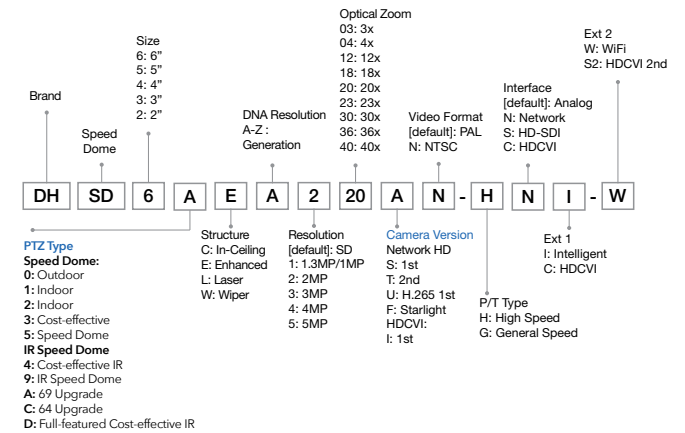 Optical Zoom
03: 3x
04: 4x
12: 12x
18: 18x
20: 20x
23: 23x
30: 30x
36: 36x
40: 40x
Ext 2
W: WiFi
S2: HDCVI 2nd
Size
6: 6”
5: 5”
4: 4”
3: 3”
2: 2”
Brand
Speed
Dome
DNA Resolution
A-Z :
Generation
Video Format
[default]: PAL
N: NTSC
Interface
[default]: Analog
N: Network
S: HD-SDI
C: HDCVI
DH SD 6 A E A 2 20 A N - H N I - W
PTZ Type
Speed Dome:
0: Outdoor
1: Indoor
2: Indoor
3: Cost-effective
5: Speed Dome
IR Speed Dome
4: Cost-effective IR
9: IR Speed Dome
A: 69 Upgrade
C: 64 Upgrade
D: Full-featured Cost-effective IR
Structure
C: In-Ceiling
E: Enhanced
L: Laser
W: Wiper
Resolution
[default]: SD
1: 1.3MP/1MP
2: 2MP
3: 3MP
4: 4MP
5: 5MP
Camera Version
Network HD
S: 1st
T: 2nd
U: H.265 1st
F: Starlight
HDCVI:
I: 1st
P/T Type
H: High Speed
G: General Speed
Ext 1
I: Intelligent
C: HDCVI